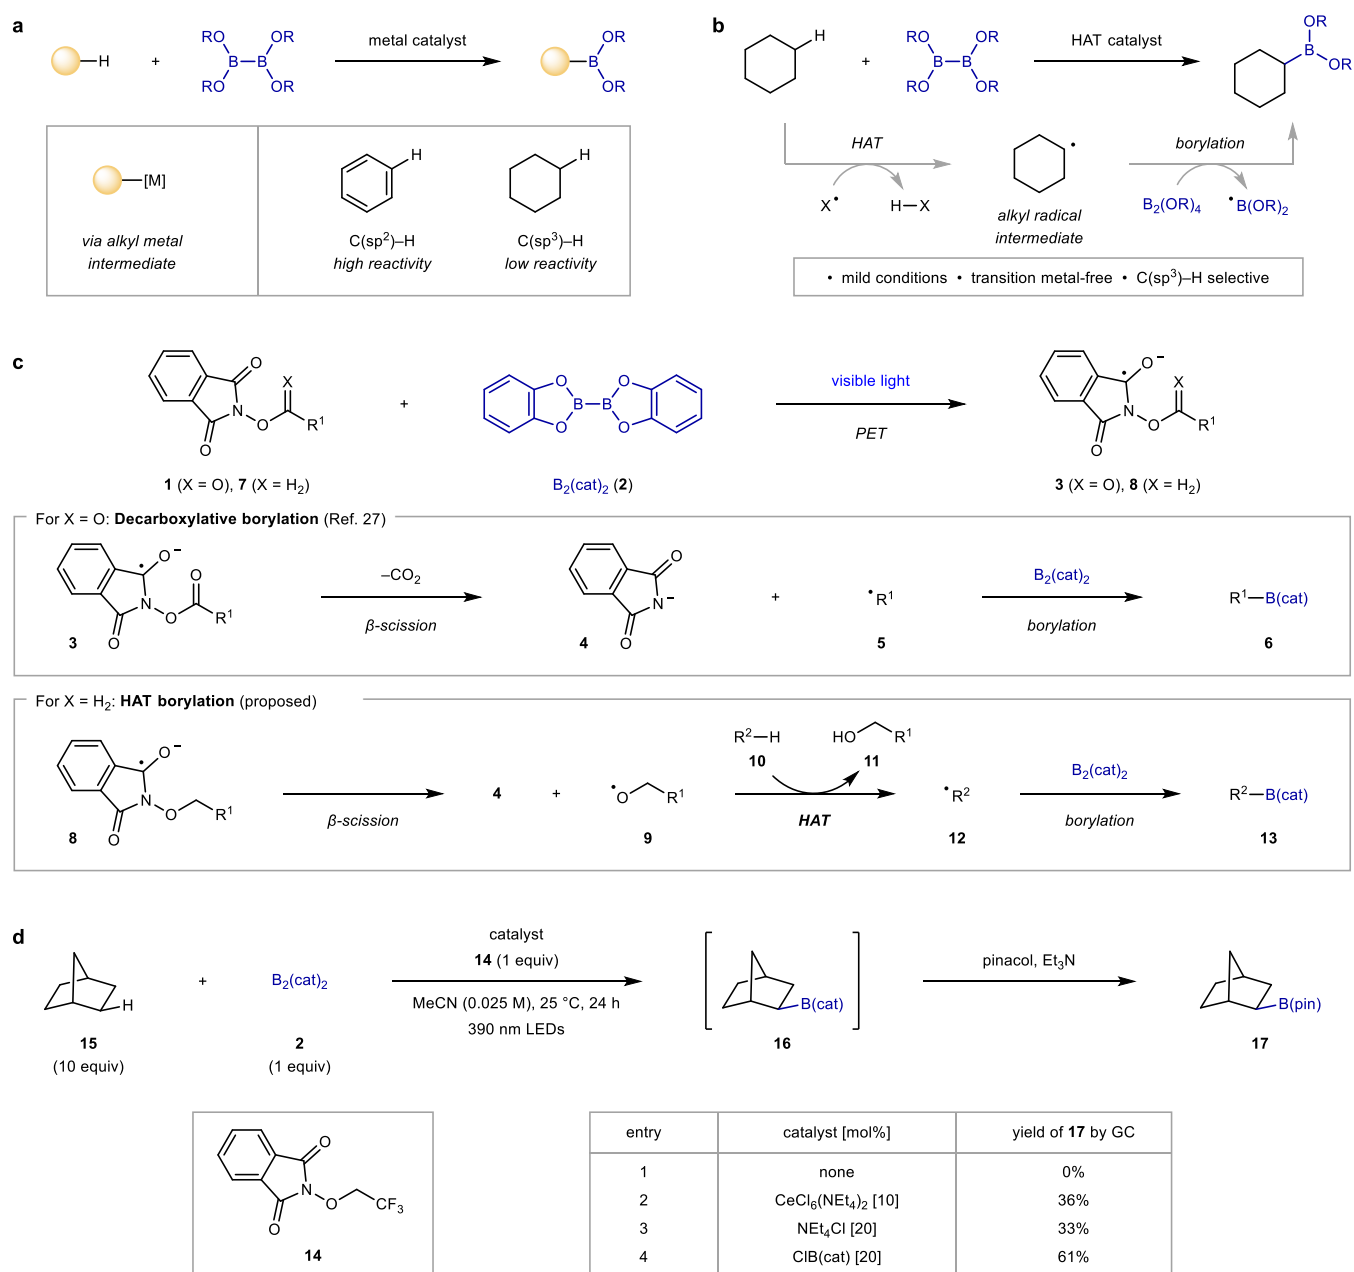 a
H
+
RO OR
B B
RO OR
metal catalyst
OR
B
OR
[M]
via alkyl metal
intermediate
H
C(sp2)–H
high reactivity
H
C(sp3)–H
low reactivity
b
H
+
RO OR
B B
RO OR
HAT catalyst
OR
B
OR
HAT
X•
H–X
•
alkyl radical
intermediate
borylation
B2(OR)4
•B(OR)2
• mild conditions • transition metal-free • C(sp3)–H selective
c
O
X
N
O
R1
O
1 (X = O), 7 (X = H2)
+
O O
B B
O O
B2(cat)2 (2)
visible light
PET
• O–
X
N
O
R1
O
3 (X = O), 8 (X = H2)
For X = O: Decarboxylative borylation (Ref. 27)
• O–
O
N
O
R1
O
3
–CO2
β-scission
O
N–
O
4
+
•R1
5
B2(cat)2
borylation
R1–B(cat)
6
For X = H2: HAT borylation (proposed)
• O–
N
O
R1
O
8
β-scission
4
+
•O
R1
9
R2–H
10
HO
R1
11
HAT
•R2
12
B2(cat)2
borylation
R2–B(cat)
13
d
H
15
(10 equiv)
+
B2(cat)2
2
(1 equiv)
catalyst
14 (1 equiv)
MeCN (0.025 M), 25 °C, 24 h
390 nm LEDs
B(cat)
16
pinacol, Et3N
B(pin)
17
O
N
O
CF3
O
14
entry catalyst [mol%] yield of 17 by GC
1 none 0%
2 CeCl6(NEt4)2 [10] 36%
3 NEt4Cl [20] 33%
4 ClB(cat) [20] 61%